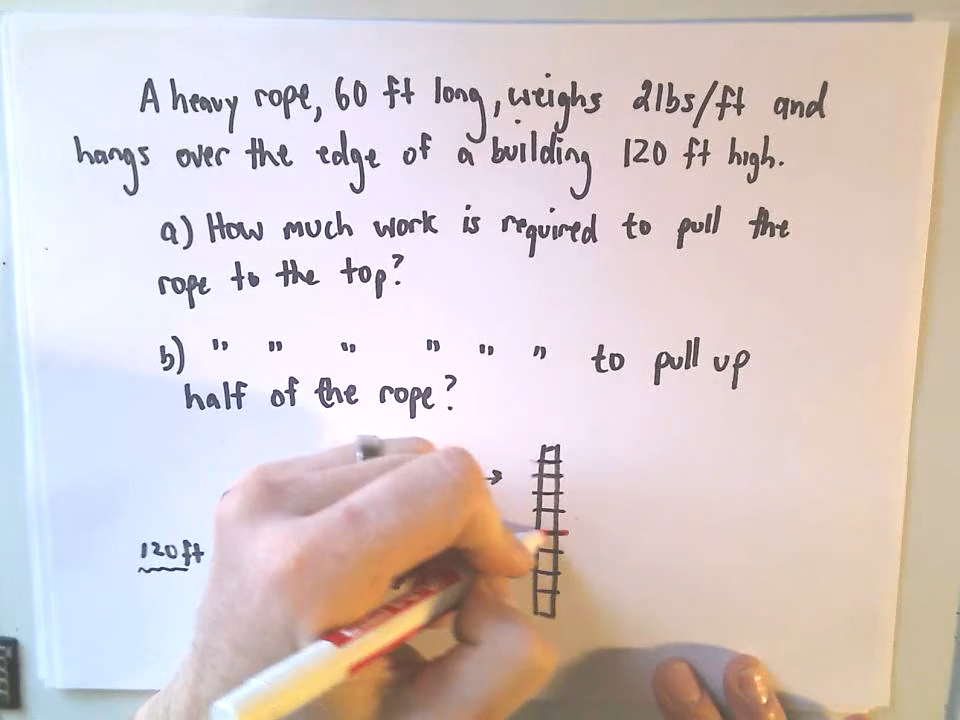 A heavy rope, 60 ft long, weighs 2lbs/ft and
hangs over the edge of a building 120 ft high.
a) How much work is required to pull the
rope to the top?
b) " " " " " " to pull up
half of the rope?
120ft